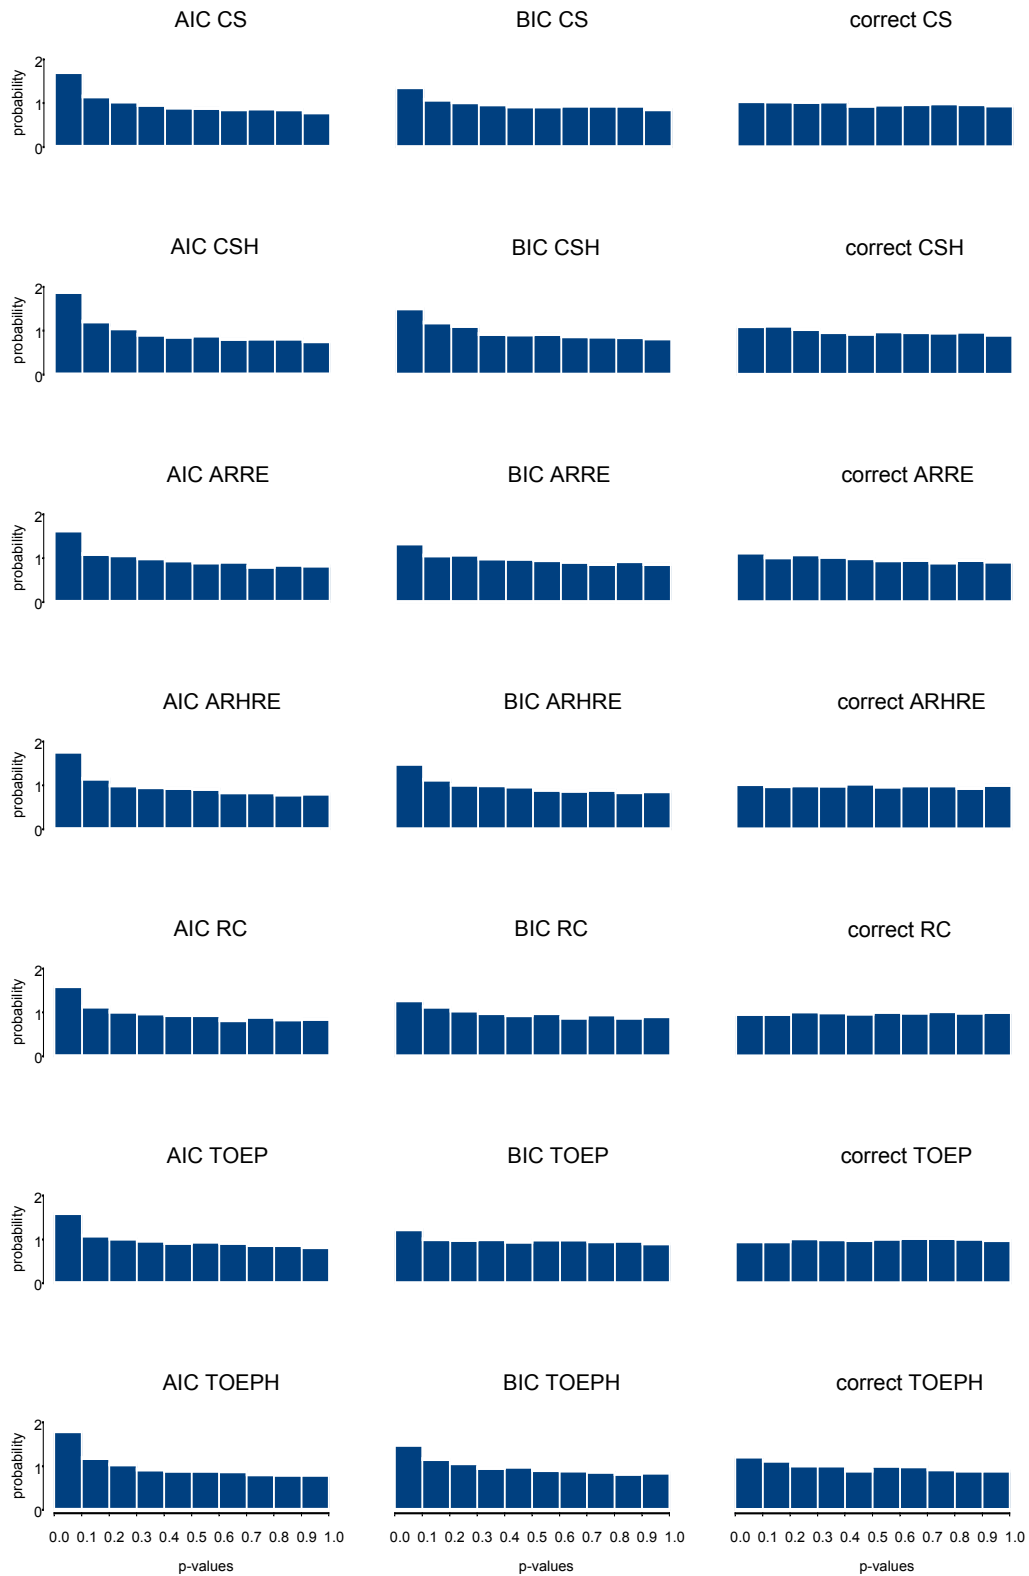 AIC CS BIC CS correct CS
2
1
0
probability
AIC CSH BIC CSH correct CSH
2
1
0
probability
AIC ARRE BIC ARRE correct ARRE
2
1
0
probability
AIC ARHRE BIC ARHRE correct ARHRE
2
1
0
probability
AIC RC BIC RC correct RC
2
1
0
probability
AIC TOEP BIC TOEP correct TOEP
2
1
0
probability
AIC TOEPH BIC TOEPH correct TOEPH
2
1
0
probability
0.0 0.1 0.2 0.3 0.4 0.5 0.6 0.7 0.8 0.9 1.0 0.0 0.1 0.2 0.3 0.4 0.5 0.6 0.7 0.8 0.9 1.0 0.0 0.1 0.2 0.3 0.4 0.5 0.6 0.7 0.8 0.9 1.0
p-values p-values p-values